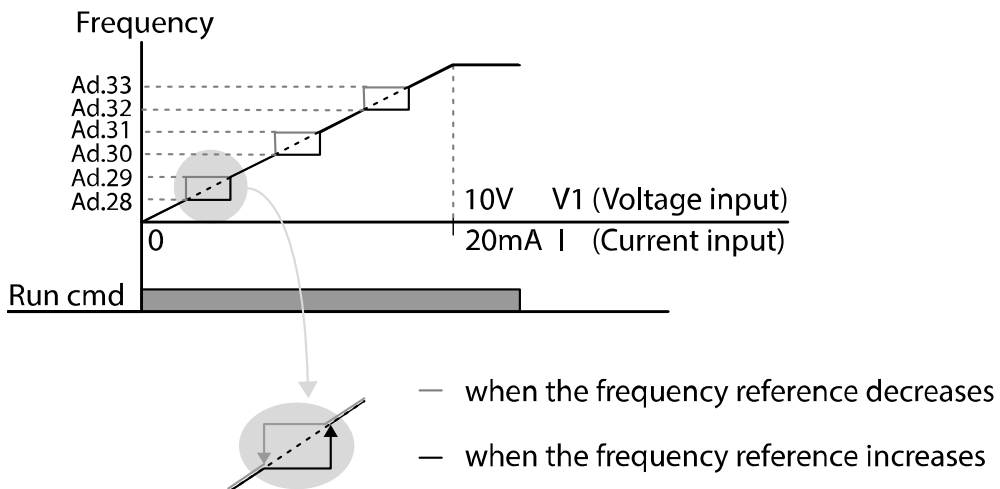 Frequency
Ad.33
Ad.32
Ad.31
Ad.30
Ad.29
Ad.28
10V V1 (Voltage input)
0
20mA I (Current input)
Run cmd
when the frequency reference decreases
when the frequency reference increases